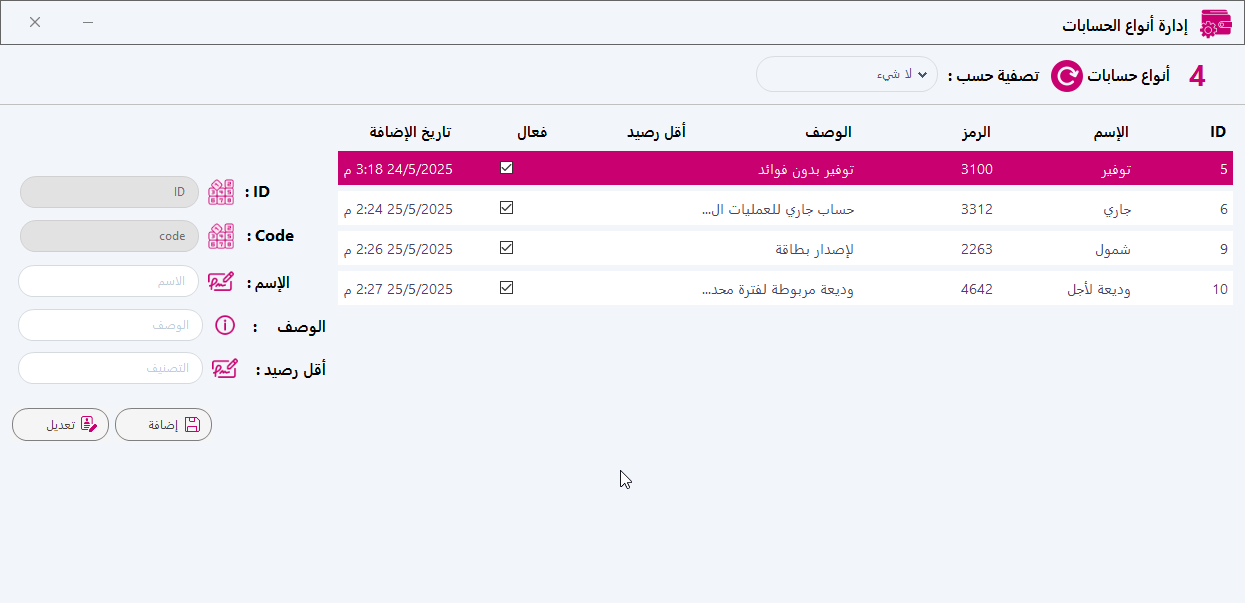 إدارة أنواع الحسابات
4 أنواع حسابات تصفية حسب : لا شيء
ID الإسم الرمز الوصف أقل رصيد فعال تاريخ الإضافة
5 توفير 3100 توفير بدون فوائد 24/5/2025 3:18 م
6 جاري 3312 حساب جاري للعمليات ال... 25/5/2025 2:24 م
9 شمول 2263 لإصدار بطاقة 25/5/2025 2:26 م
10 وديعة لأجل 4642 وديعة مربوطة لفترة محد... 25/5/2025 2:27 م
ID : ID
Code : code
الإسم : الاسم
الوصف : الوصف
أقل رصيد : التصنيف
إضافة تعديل